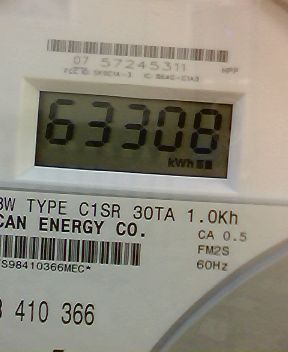 07 57245311
HPP
63308
kWh
3W TYPE C1SR 30TA 1.0Kh
CAN ENERGY CO.
CA 0.5
FM2S
60Hz
S98410366MEC*
410 366